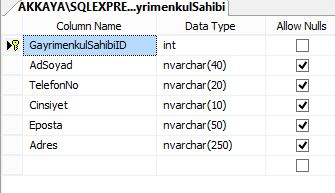 AKKAYA\SQLEXPRE...yrimenkulSahibi
Column Name Data Type Allow Nulls
GayrimenkulSahibiID int
AdSoyad nvarchar(40)
TelefonNo nvarchar(20)
Cinsiyet nvarchar(10)
Eposta nvarchar(50)
Adres nvarchar(250)